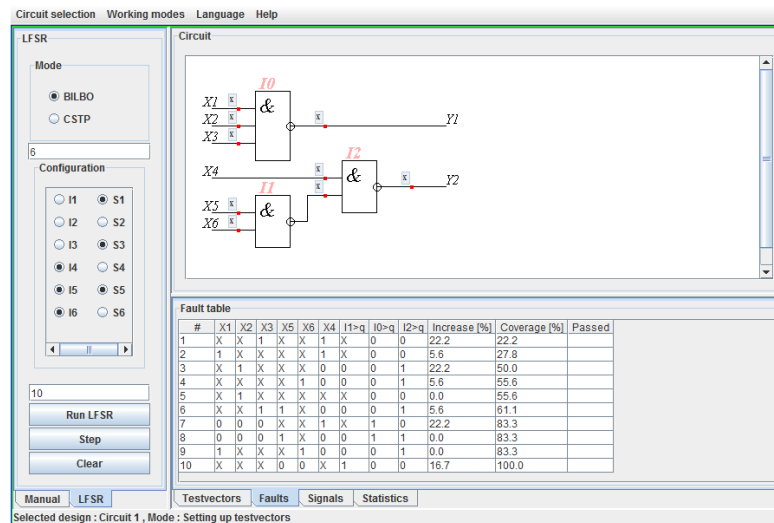 Circuit selection Working modes Language Help
LFSR
Mode
BILBO
CSTP
6
Configuration
I1 S1
I2 S2
I3 S3
I4 S4
I5 S5
I6 S6
10
Run LFSR
Step
Clear
Manual LFSR
Circuit
I0
X1 x & 
X2 x x Y1
X3 x
I2
X4 x & x Y2
I1 x
X5 x &
X6 x
Fault table
# X1 X2 X3 X5 X6 X4 I1>q I0>q I2>q Increase [%] Coverage [%] Passed
1 X X 1 X X 1 X 0 0 22.2 22.2
2 1 X X X X 1 X 0 0 5.6 27.8
3 X 1 X X X 0 0 0 1 22.2 50.0
4 X X X X 1 0 0 0 1 5.6 55.6
5 X 1 X X X X X 0 X 0.0 55.6
6 X X 1 1 X 0 0 0 1 5.6 61.1
7 0 0 0 X X 1 X 1 0 22.2 83.3
8 0 0 0 1 X 0 0 1 1 0.0 83.3
9 1 X X X 1 0 0 0 1 0.0 83.3
10 X X X 0 0 X 1 0 0 16.7 100.0
Testvectors Faults Signals Statistics
Selected design : Circuit 1 , Mode : Setting up testvectors